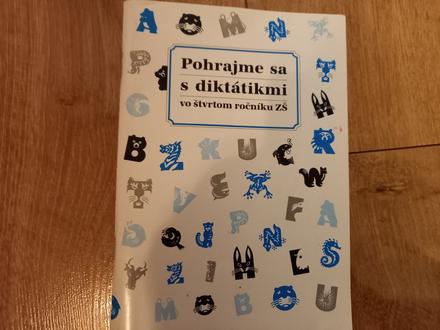 Pohrajme sa
s diktátikmi
vo štvrtom ročníku ZŠ